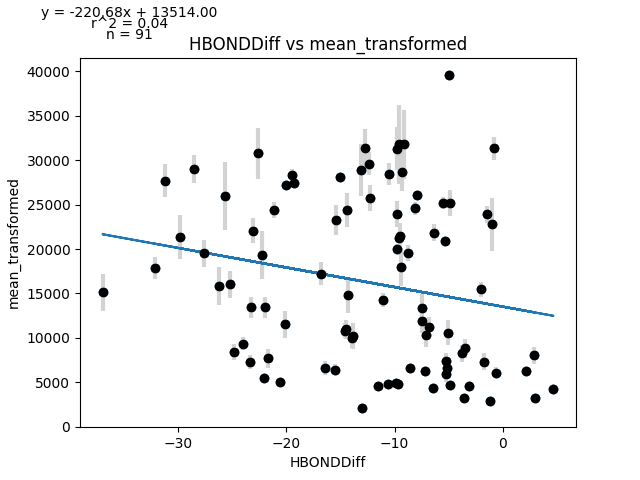 y = -220.68x + 13514.00
r^2 = 0.04
n = 91
HBONDDiff vs mean_transformed
40000
35000
30000
25000
20000
15000
10000
5000
0
mean_transformed
−30
−20
−10
0
HBONDDiff